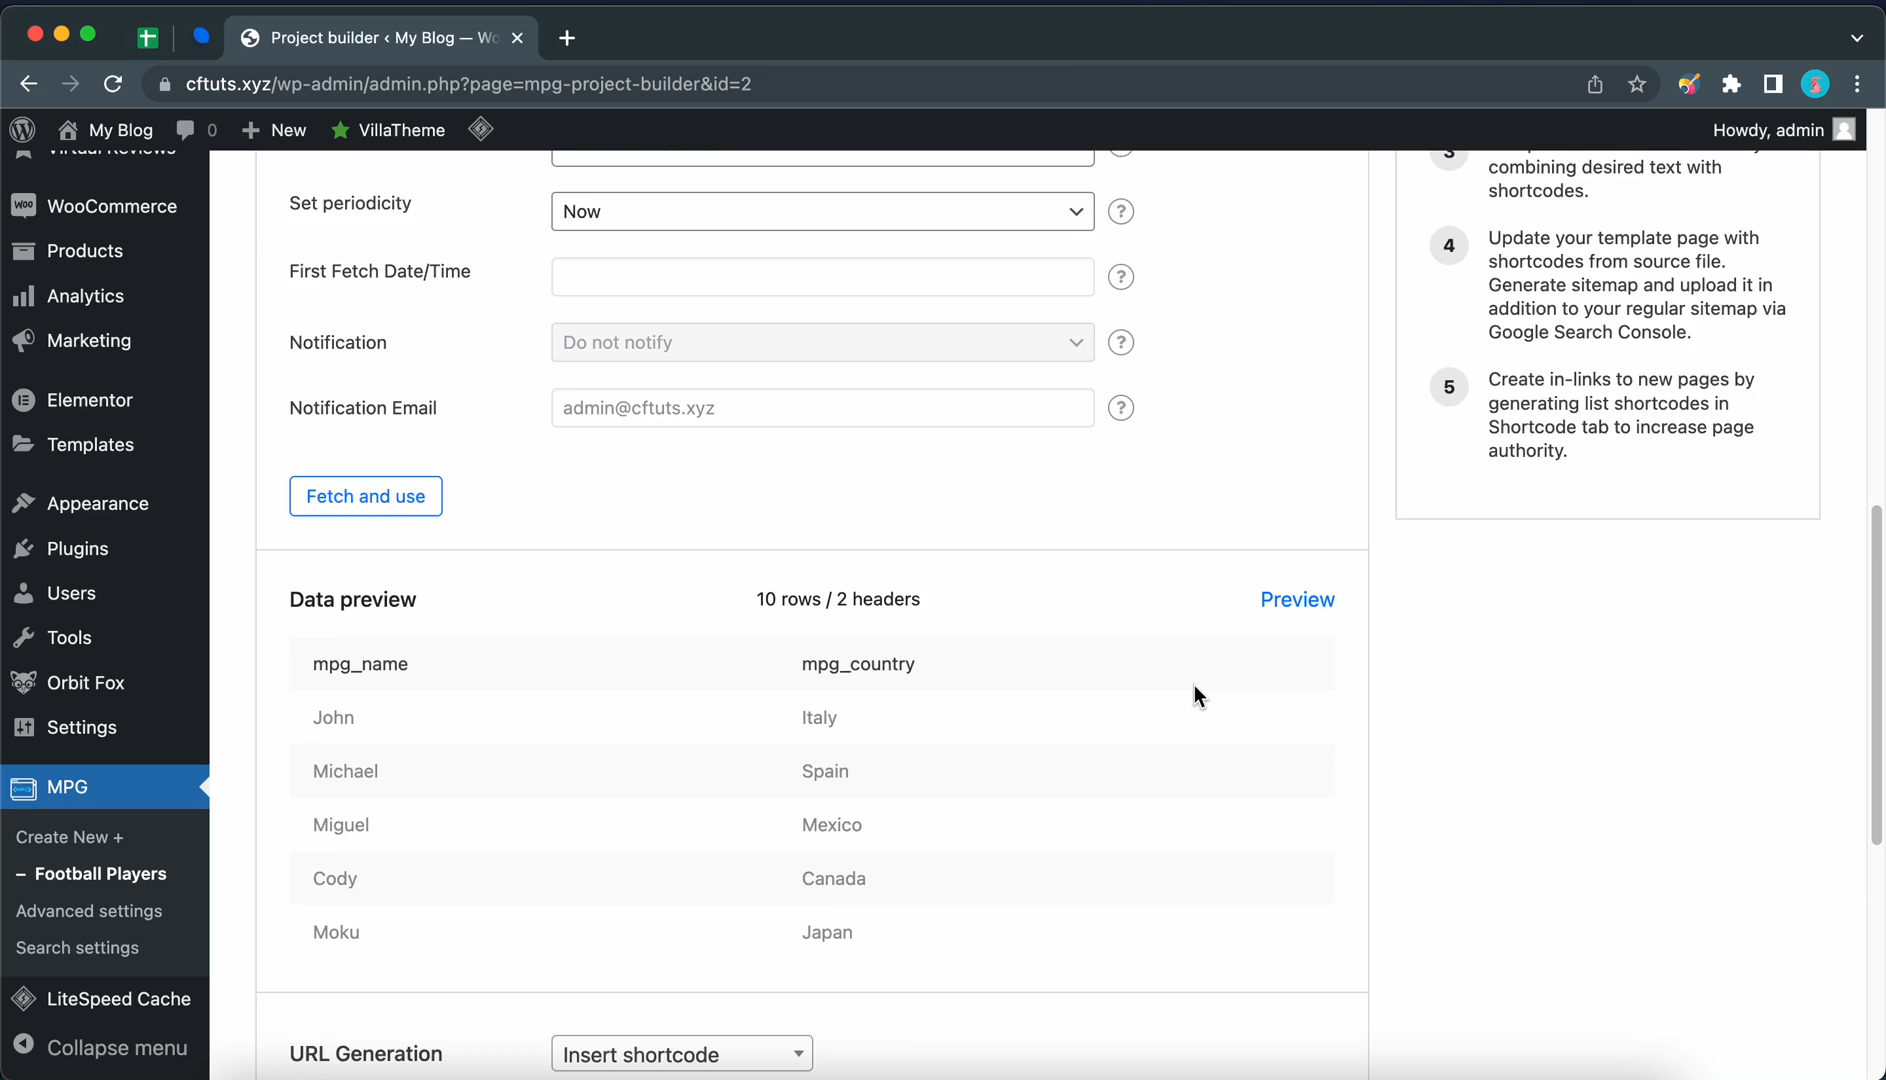 Project builder ‹ My Blog — Wo
cftuts.xyz/wp-admin/admin.php?page=mpg-project-builder&id=2
My Blog
0
New
VillaTheme
Howdy, admin
Virtual Reviews
WooCommerce
Products
Analytics
Marketing
Elementor
Templates
Appearance
Plugins
Users
Tools
Orbit Fox
Settings
MPG
Create New +
– Football Players
Advanced settings
Search settings
LiteSpeed Cache
Collapse menu
Set periodicity
Now
?
First Fetch Date/Time
?
Notification
Do not notify
?
Notification Email
admin@cftuts.xyz
?
Fetch and use
Data preview
10 rows / 2 headers
Preview
mpg_name
mpg_country
John
Italy
Michael
Spain
Miguel
Mexico
Cody
Canada
Moku
Japan
URL Generation
Insert shortcode
3
combining desired text with
shortcodes.
4
Update your template page with
shortcodes from source file.
Generate sitemap and upload it in
addition to your regular sitemap via
Google Search Console.
5
Create in-links to new pages by
generating list shortcodes in
Shortcode tab to increase page
authority.